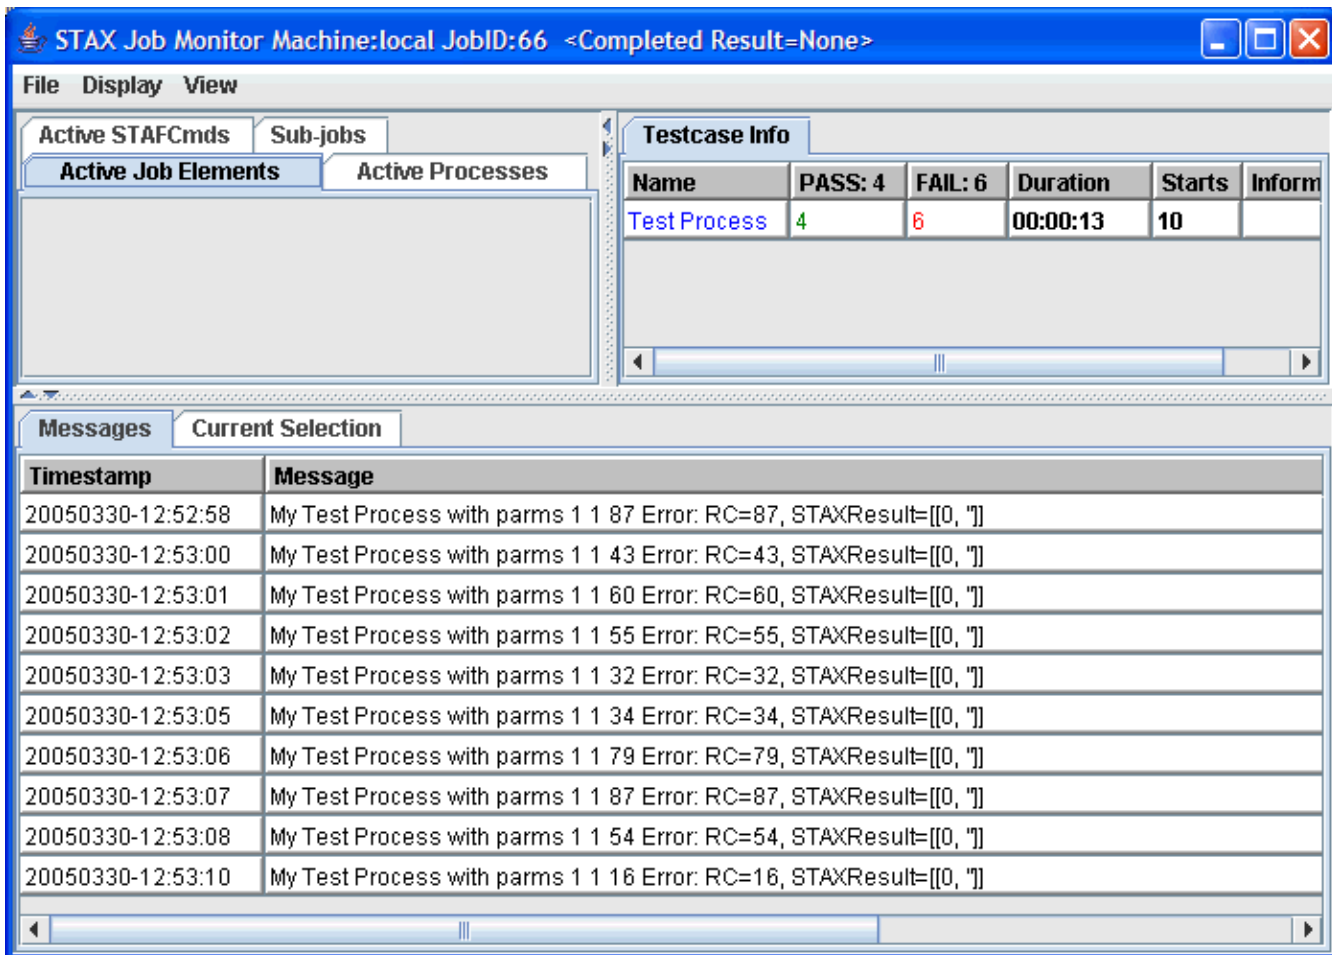 STAX Job Monitor Machine:local JobID:66 <Completed Result=None>
File Display View
Active STAFCmds Sub-jobs
Active Job Elements Active Processes
Testcase Info
Name PASS: 4 FAIL: 6 Duration Starts Inform
Test Process 4 6 00:00:13 10
Messages Current Selection
Timestamp Message
20050330-12:52:58 My Test Process with parms 1 1 87 Error: RC=87, STAXResult=[[0, '']]
20050330-12:53:00 My Test Process with parms 1 1 43 Error: RC=43, STAXResult=[[0, '']]
20050330-12:53:01 My Test Process with parms 1 1 60 Error: RC=60, STAXResult=[[0, '']]
20050330-12:53:02 My Test Process with parms 1 1 55 Error: RC=55, STAXResult=[[0, '']]
20050330-12:53:03 My Test Process with parms 1 1 32 Error: RC=32, STAXResult=[[0, '']]
20050330-12:53:05 My Test Process with parms 1 1 34 Error: RC=34, STAXResult=[[0, '']]
20050330-12:53:06 My Test Process with parms 1 1 79 Error: RC=79, STAXResult=[[0, '']]
20050330-12:53:07 My Test Process with parms 1 1 87 Error: RC=87, STAXResult=[[0, '']]
20050330-12:53:08 My Test Process with parms 1 1 54 Error: RC=54, STAXResult=[[0, '']]
20050330-12:53:10 My Test Process with parms 1 1 16 Error: RC=16, STAXResult=[[0, '']]